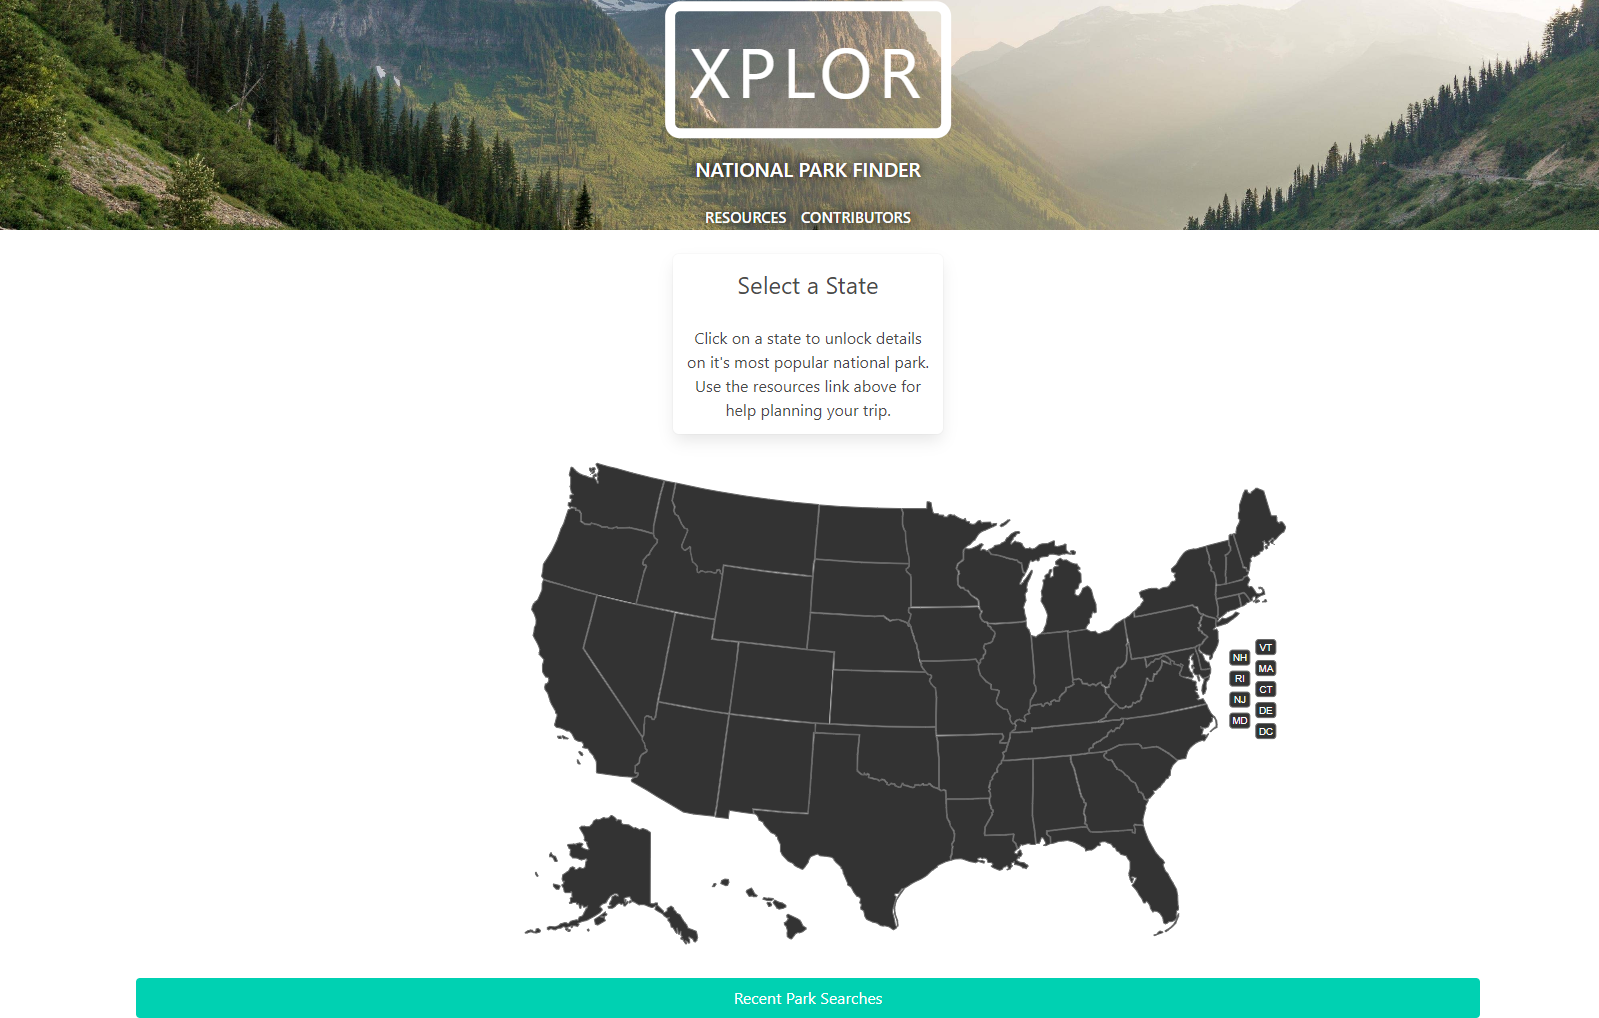 XPLOR
NATIONAL PARK FINDER
RESOURCES CONTRIBUTORS
Select a State
Click on a state to unlock details
on it's most popular national park.
Use the resources link above for
help planning your trip.
VT
NH
MA
RI
CT
NJ
DE
MD
DC
Recent Park Searches